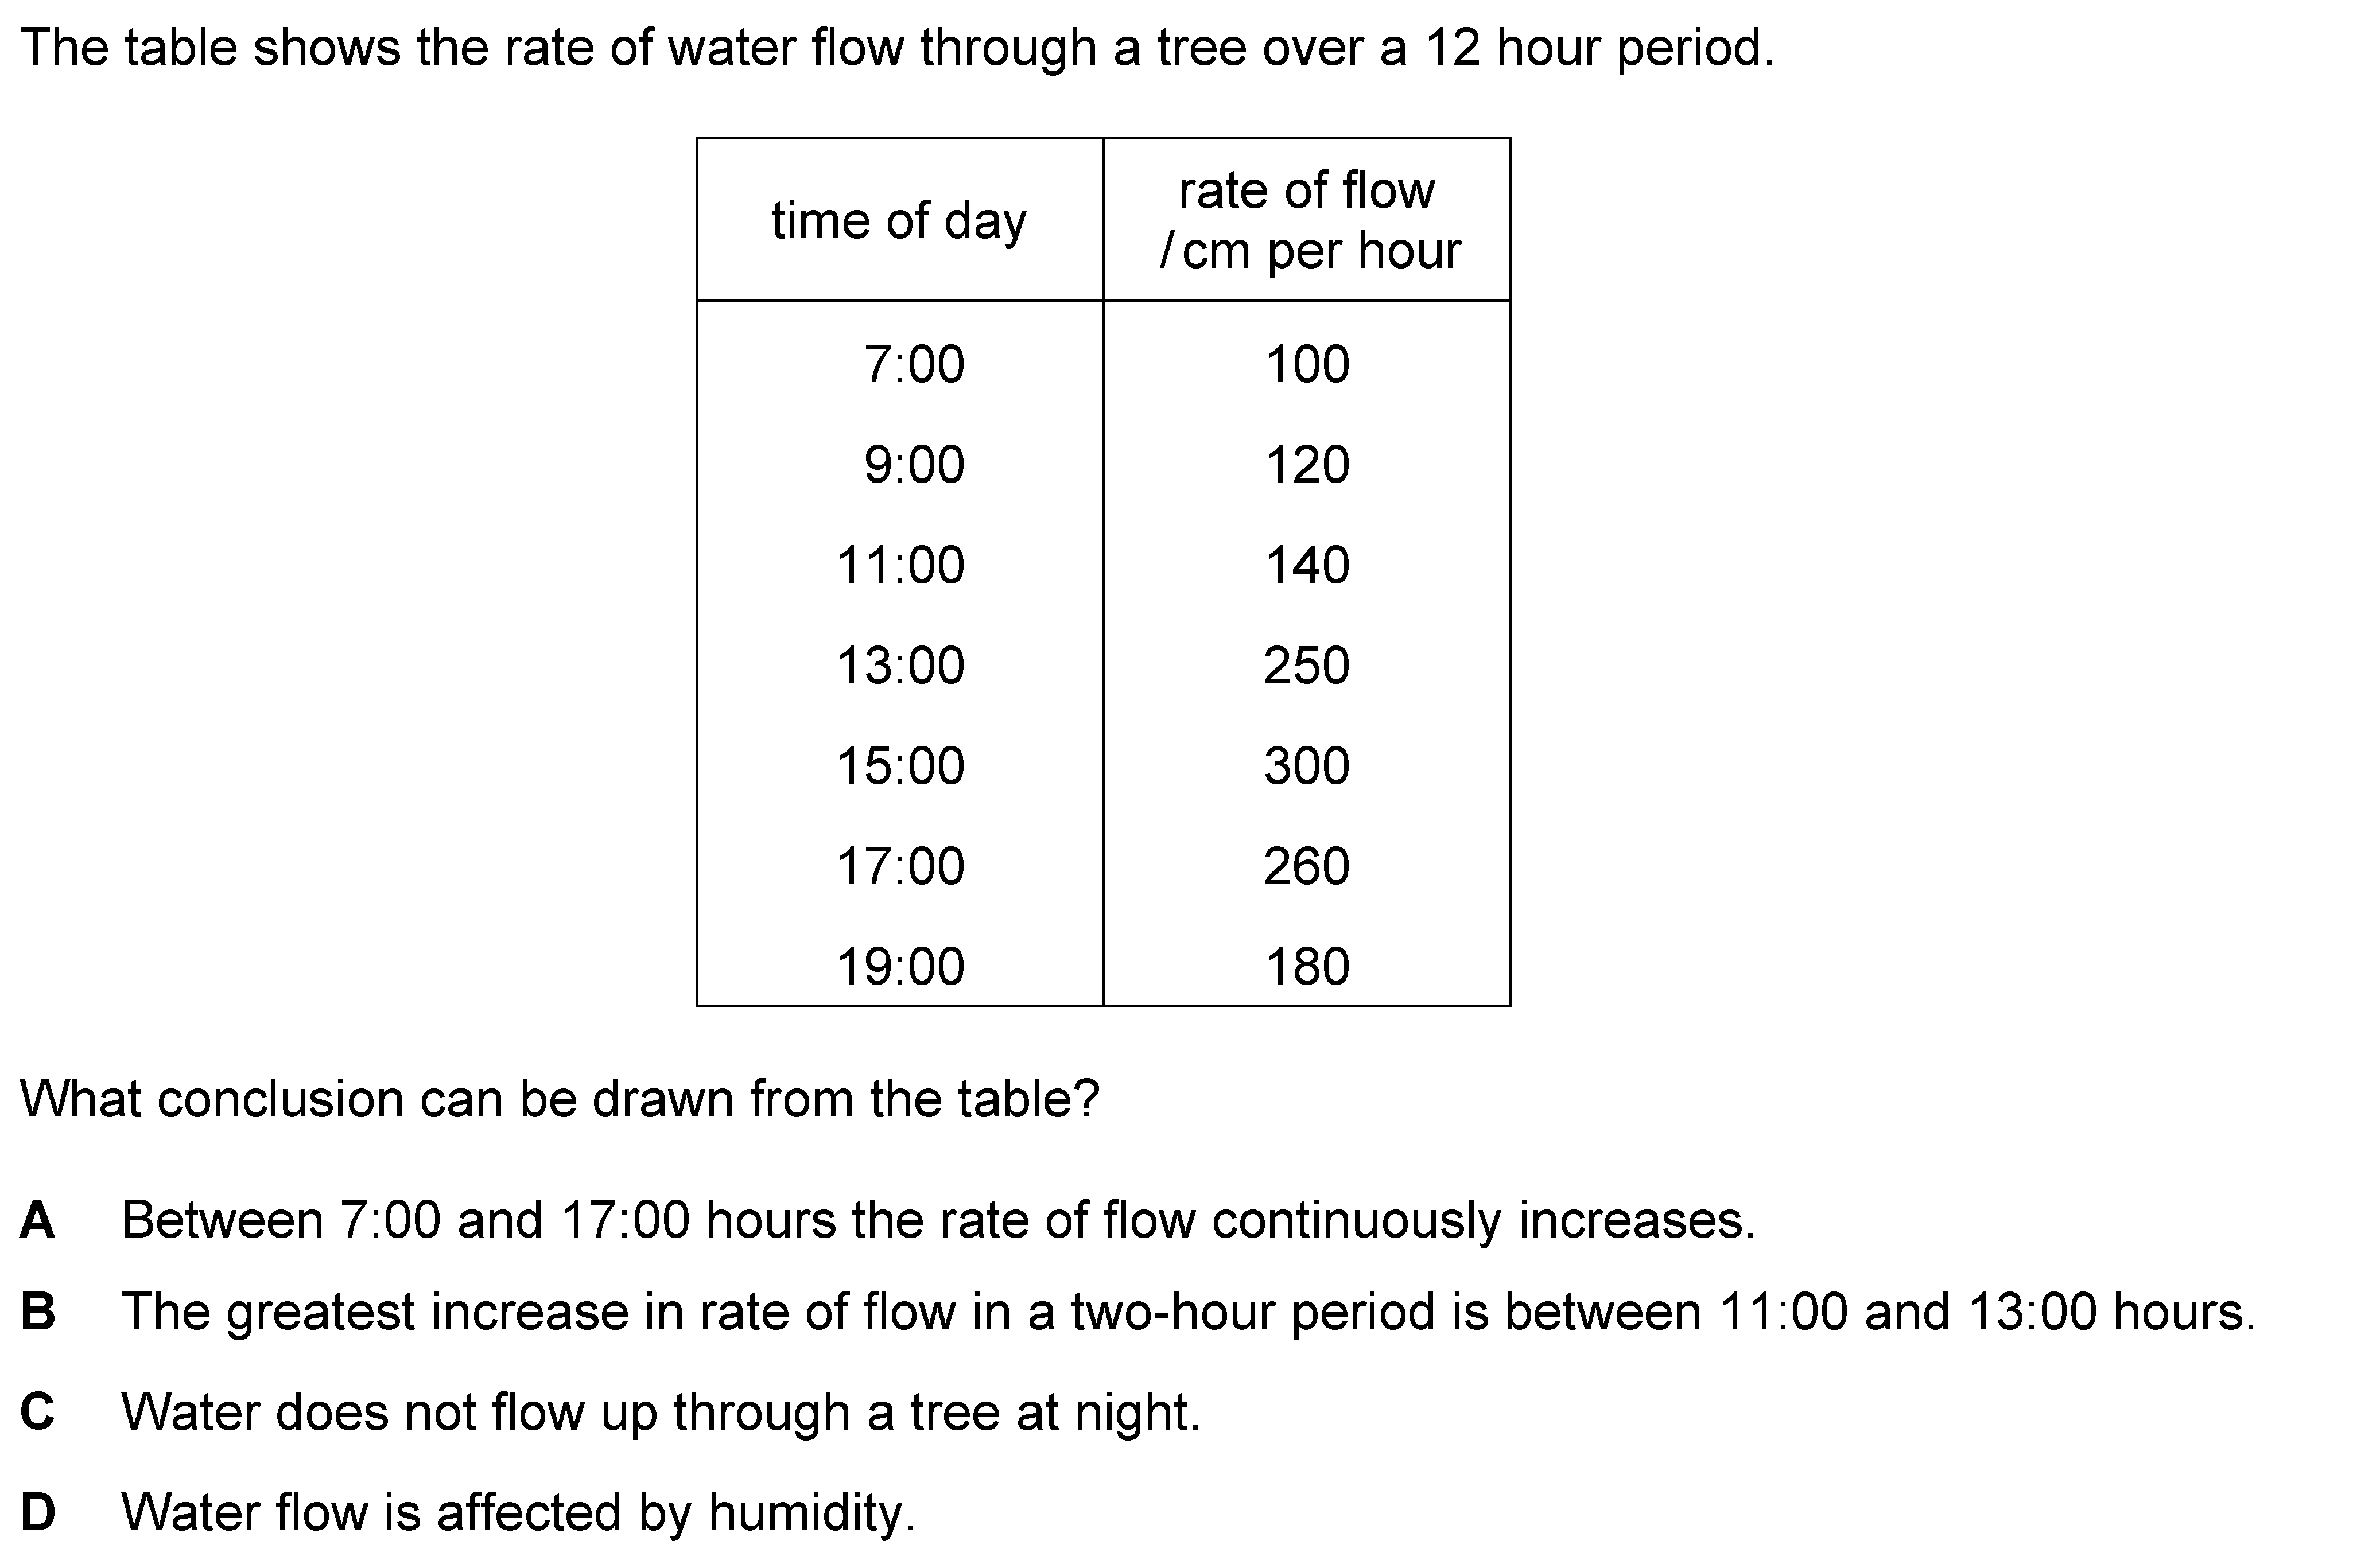 The table shows the rate of water flow through a tree over a 12 hour period.
time of day
rate of flow
/ cm per hour
7:00 100
9:00 120
11:00 140
13:00 250
15:00 300
17:00 260
19:00 180
What conclusion can be drawn from the table?
A Between 7:00 and 17:00 hours the rate of flow continuously increases.
B The greatest increase in rate of flow in a two-hour period is between 11:00 and 13:00 hours.
C Water does not flow up through a tree at night.
D Water flow is affected by humidity.